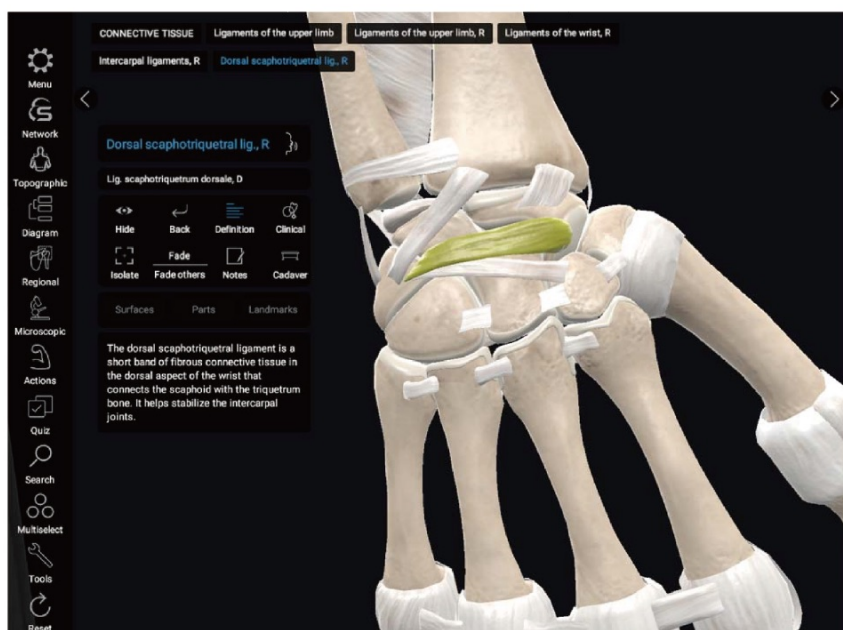 CONNECTIVE TISSUE
Ligaments of the upper limb
Ligaments of the upper limb, R
Ligaments of the wrist, R
Intercarpal ligaments, R
Dorsal scaphotriquetral lig., R
Menu
Network
Topographic
Diagram
Regional
Microscopic
Actions
Quiz
Search
Multiselect
Tools
Reset
Dorsal scaphotriquetral lig., R
Lig. scaphotriquetrum dorsale, D
Hide
Back
Definition
Clinical
Isolate
Fade
Fade others
Notes
Cadaver
Surfaces
Parts
Landmarks
The dorsal scaphotriquetral ligament is a
short band of fibrous connective tissue in
the dorsal aspect of the wrist that
connects the scaphoid with the triquetrum
bone. It helps stabilize the intercarpal
joints.